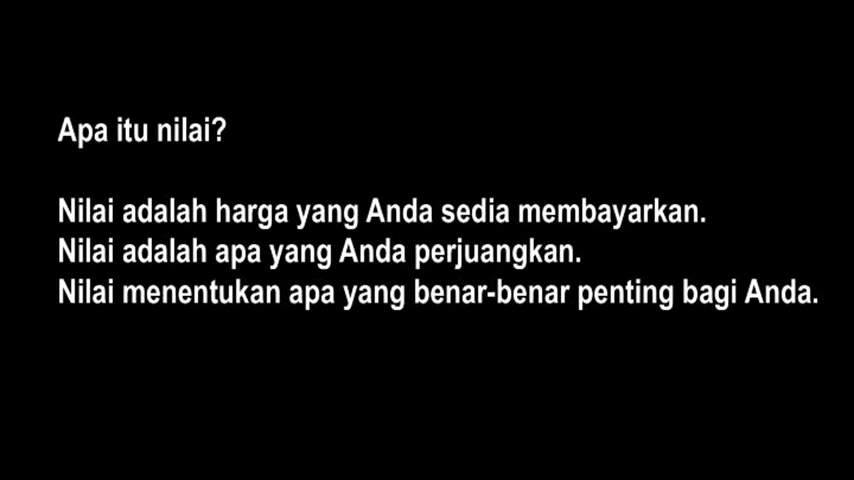 Apa itu nilai?
Nilai adalah harga yang Anda sedia membayarkan.
Nilai adalah apa yang Anda perjuangkan.
Nilai menentukan apa yang benar-benar penting bagi Anda.